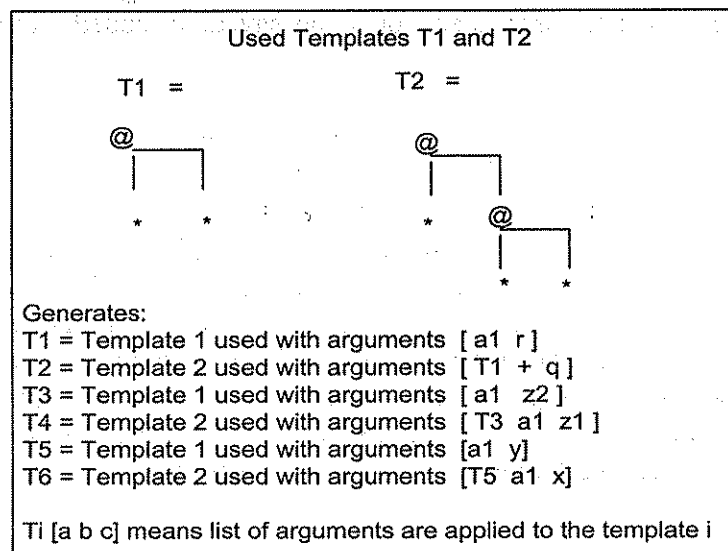 Used Templates T1 and T2
T1 = T2 =
@ @
* * * @
* *
Generates:
T1 = Template 1 used with arguments [ a1 r ]
T2 = Template 2 used with arguments [ T1 + q ]
T3 = Template 1 used with arguments [ a1 z2 ]
T4 = Template 2 used with arguments [ T3 a1 z1 ]
T5 = Template 1 used with arguments [a1 y]
T6 = Template 2 used with arguments [T5 a1 x]
Ti [a b c] means list of arguments are applied to the template i